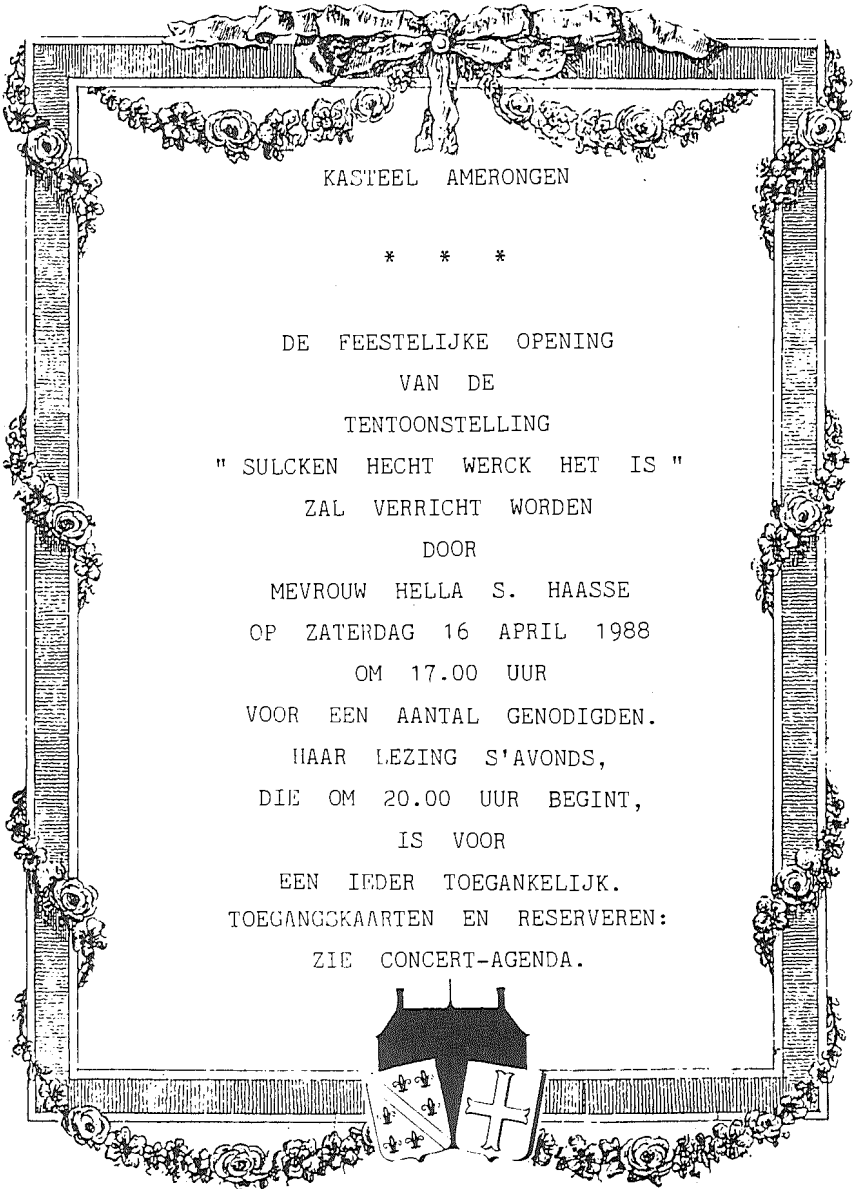 KASTEEL AMERONGEN
* * *
DE FEESTELIJKE OPENING
VAN DE
TENTOONSTELLING
" SULCKEN HECHT WERCK HET IS "
ZAL VERRICHT WORDEN
DOOR
MEVROUW HELLA S. HAASSE
OP ZATERDAG 16 APRIL 1988
OM 17.00 UUR
VOOR EEN AANTAL GENODIGDEN.
HAAR LEZING S'AVONDS,
DIE OM 20.00 UUR BEGINT,
IS VOOR
EEN IEDER TOEGANKELIJK.
TOEGANGSKAARTEN EN RESERVEREN:
ZIE CONCERT-AGENDA.